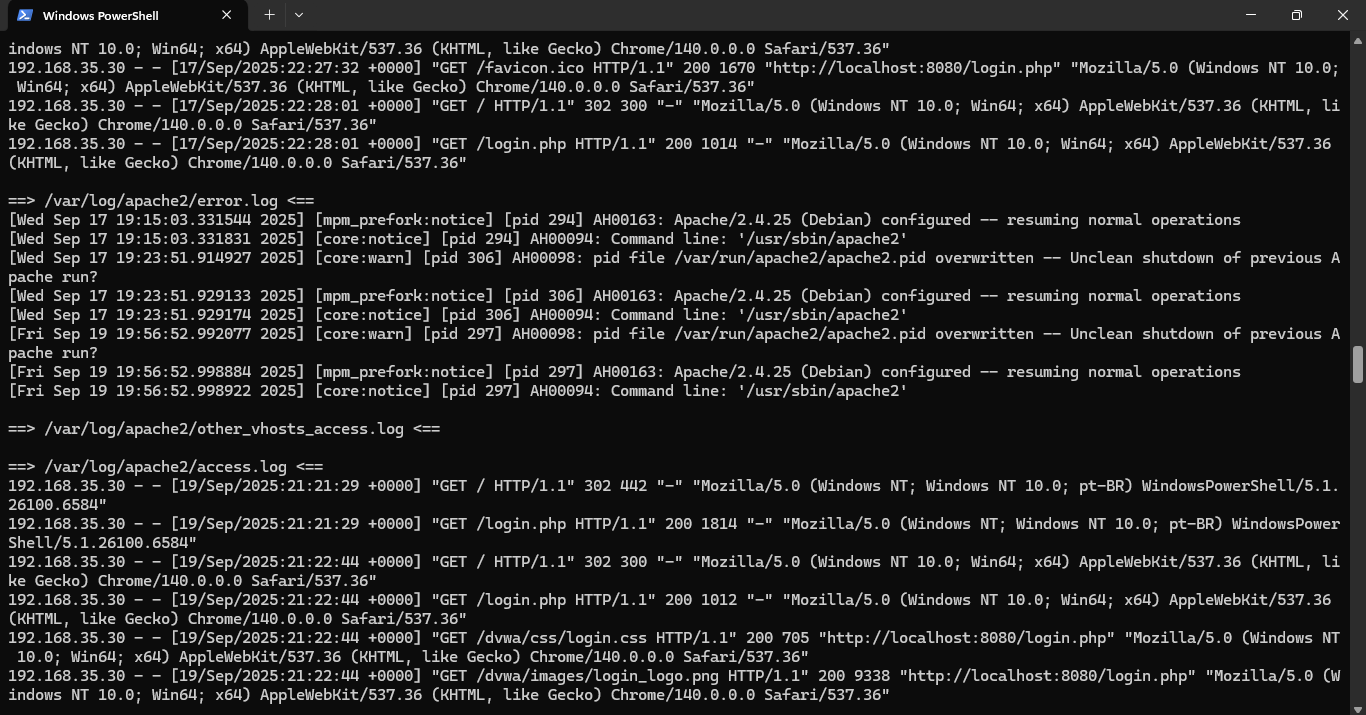 Windows PowerShell
indows NT 10.0; Win64; x64) AppleWebKit/537.36 (KHTML, like Gecko) Chrome/140.0.0.0 Safari/537.36"
192.168.35.30 - - [17/Sep/2025:22:27:32 +0000] "GET /favicon.ico HTTP/1.1" 200 1670 "http://localhost:8080/login.php" "Mozilla/5.0 (Windows NT 10.0;
 Win64; x64) AppleWebKit/537.36 (KHTML, like Gecko) Chrome/140.0.0.0 Safari/537.36"
192.168.35.30 - - [17/Sep/2025:22:28:01 +0000] "GET / HTTP/1.1" 302 300 "-" "Mozilla/5.0 (Windows NT 10.0; Win64; x64) AppleWebKit/537.36 (KHTML, li
ke Gecko) Chrome/140.0.0.0 Safari/537.36"
192.168.35.30 - - [17/Sep/2025:22:28:01 +0000] "GET /login.php HTTP/1.1" 200 1014 "-" "Mozilla/5.0 (Windows NT 10.0; Win64; x64) AppleWebKit/537.36
(KHTML, like Gecko) Chrome/140.0.0.0 Safari/537.36"
==> /var/log/apache2/error.log <==
[Wed Sep 17 19:15:03.331544 2025] [mpm_prefork:notice] [pid 294] AH00163: Apache/2.4.25 (Debian) configured -- resuming normal operations
[Wed Sep 17 19:15:03.331831 2025] [core:notice] [pid 294] AH00094: Command line: '/usr/sbin/apache2'
[Wed Sep 17 19:23:51.914927 2025] [core:warn] [pid 306] AH00098: pid file /var/run/apache2/apache2.pid overwritten -- Unclean shutdown of previous A
pache run?
[Wed Sep 17 19:23:51.929133 2025] [mpm_prefork:notice] [pid 306] AH00163: Apache/2.4.25 (Debian) configured -- resuming normal operations
[Wed Sep 17 19:23:51.929174 2025] [core:notice] [pid 306] AH00094: Command line: '/usr/sbin/apache2'
[Fri Sep 19 19:56:52.992077 2025] [core:warn] [pid 297] AH00098: pid file /var/run/apache2/apache2.pid overwritten -- Unclean shutdown of previous A
pache run?
[Fri Sep 19 19:56:52.998884 2025] [mpm_prefork:notice] [pid 297] AH00163: Apache/2.4.25 (Debian) configured -- resuming normal operations
[Fri Sep 19 19:56:52.998922 2025] [core:notice] [pid 297] AH00094: Command line: '/usr/sbin/apache2'
==> /var/log/apache2/other_vhosts_access.log <==
==> /var/log/apache2/access.log <==
192.168.35.30 - - [19/Sep/2025:21:21:29 +0000] "GET / HTTP/1.1" 302 442 "-" "Mozilla/5.0 (Windows NT; Windows NT 10.0; pt-BR) WindowsPowerShell/5.1.
26100.6584"
192.168.35.30 - - [19/Sep/2025:21:21:29 +0000] "GET /login.php HTTP/1.1" 200 1814 "-" "Mozilla/5.0 (Windows NT; Windows NT 10.0; pt-BR) WindowsPower
Shell/5.1.26100.6584"
192.168.35.30 - - [19/Sep/2025:21:22:44 +0000] "GET / HTTP/1.1" 302 300 "-" "Mozilla/5.0 (Windows NT 10.0; Win64; x64) AppleWebKit/537.36 (KHTML, li
ke Gecko) Chrome/140.0.0.0 Safari/537.36"
192.168.35.30 - - [19/Sep/2025:21:22:44 +0000] "GET /login.php HTTP/1.1" 200 1012 "-" "Mozilla/5.0 (Windows NT 10.0; Win64; x64) AppleWebKit/537.36
(KHTML, like Gecko) Chrome/140.0.0.0 Safari/537.36"
192.168.35.30 - - [19/Sep/2025:21:22:44 +0000] "GET /dvwa/css/login.css HTTP/1.1" 200 705 "http://localhost:8080/login.php" "Mozilla/5.0 (Windows NT
 10.0; Win64; x64) AppleWebKit/537.36 (KHTML, like Gecko) Chrome/140.0.0.0 Safari/537.36"
192.168.35.30 - - [19/Sep/2025:21:22:44 +0000] "GET /dvwa/images/login_logo.png HTTP/1.1" 200 9338 "http://localhost:8080/login.php" "Mozilla/5.0 (W
indows NT 10.0; Win64; x64) AppleWebKit/537.36 (KHTML, like Gecko) Chrome/140.0.0.0 Safari/537.36"